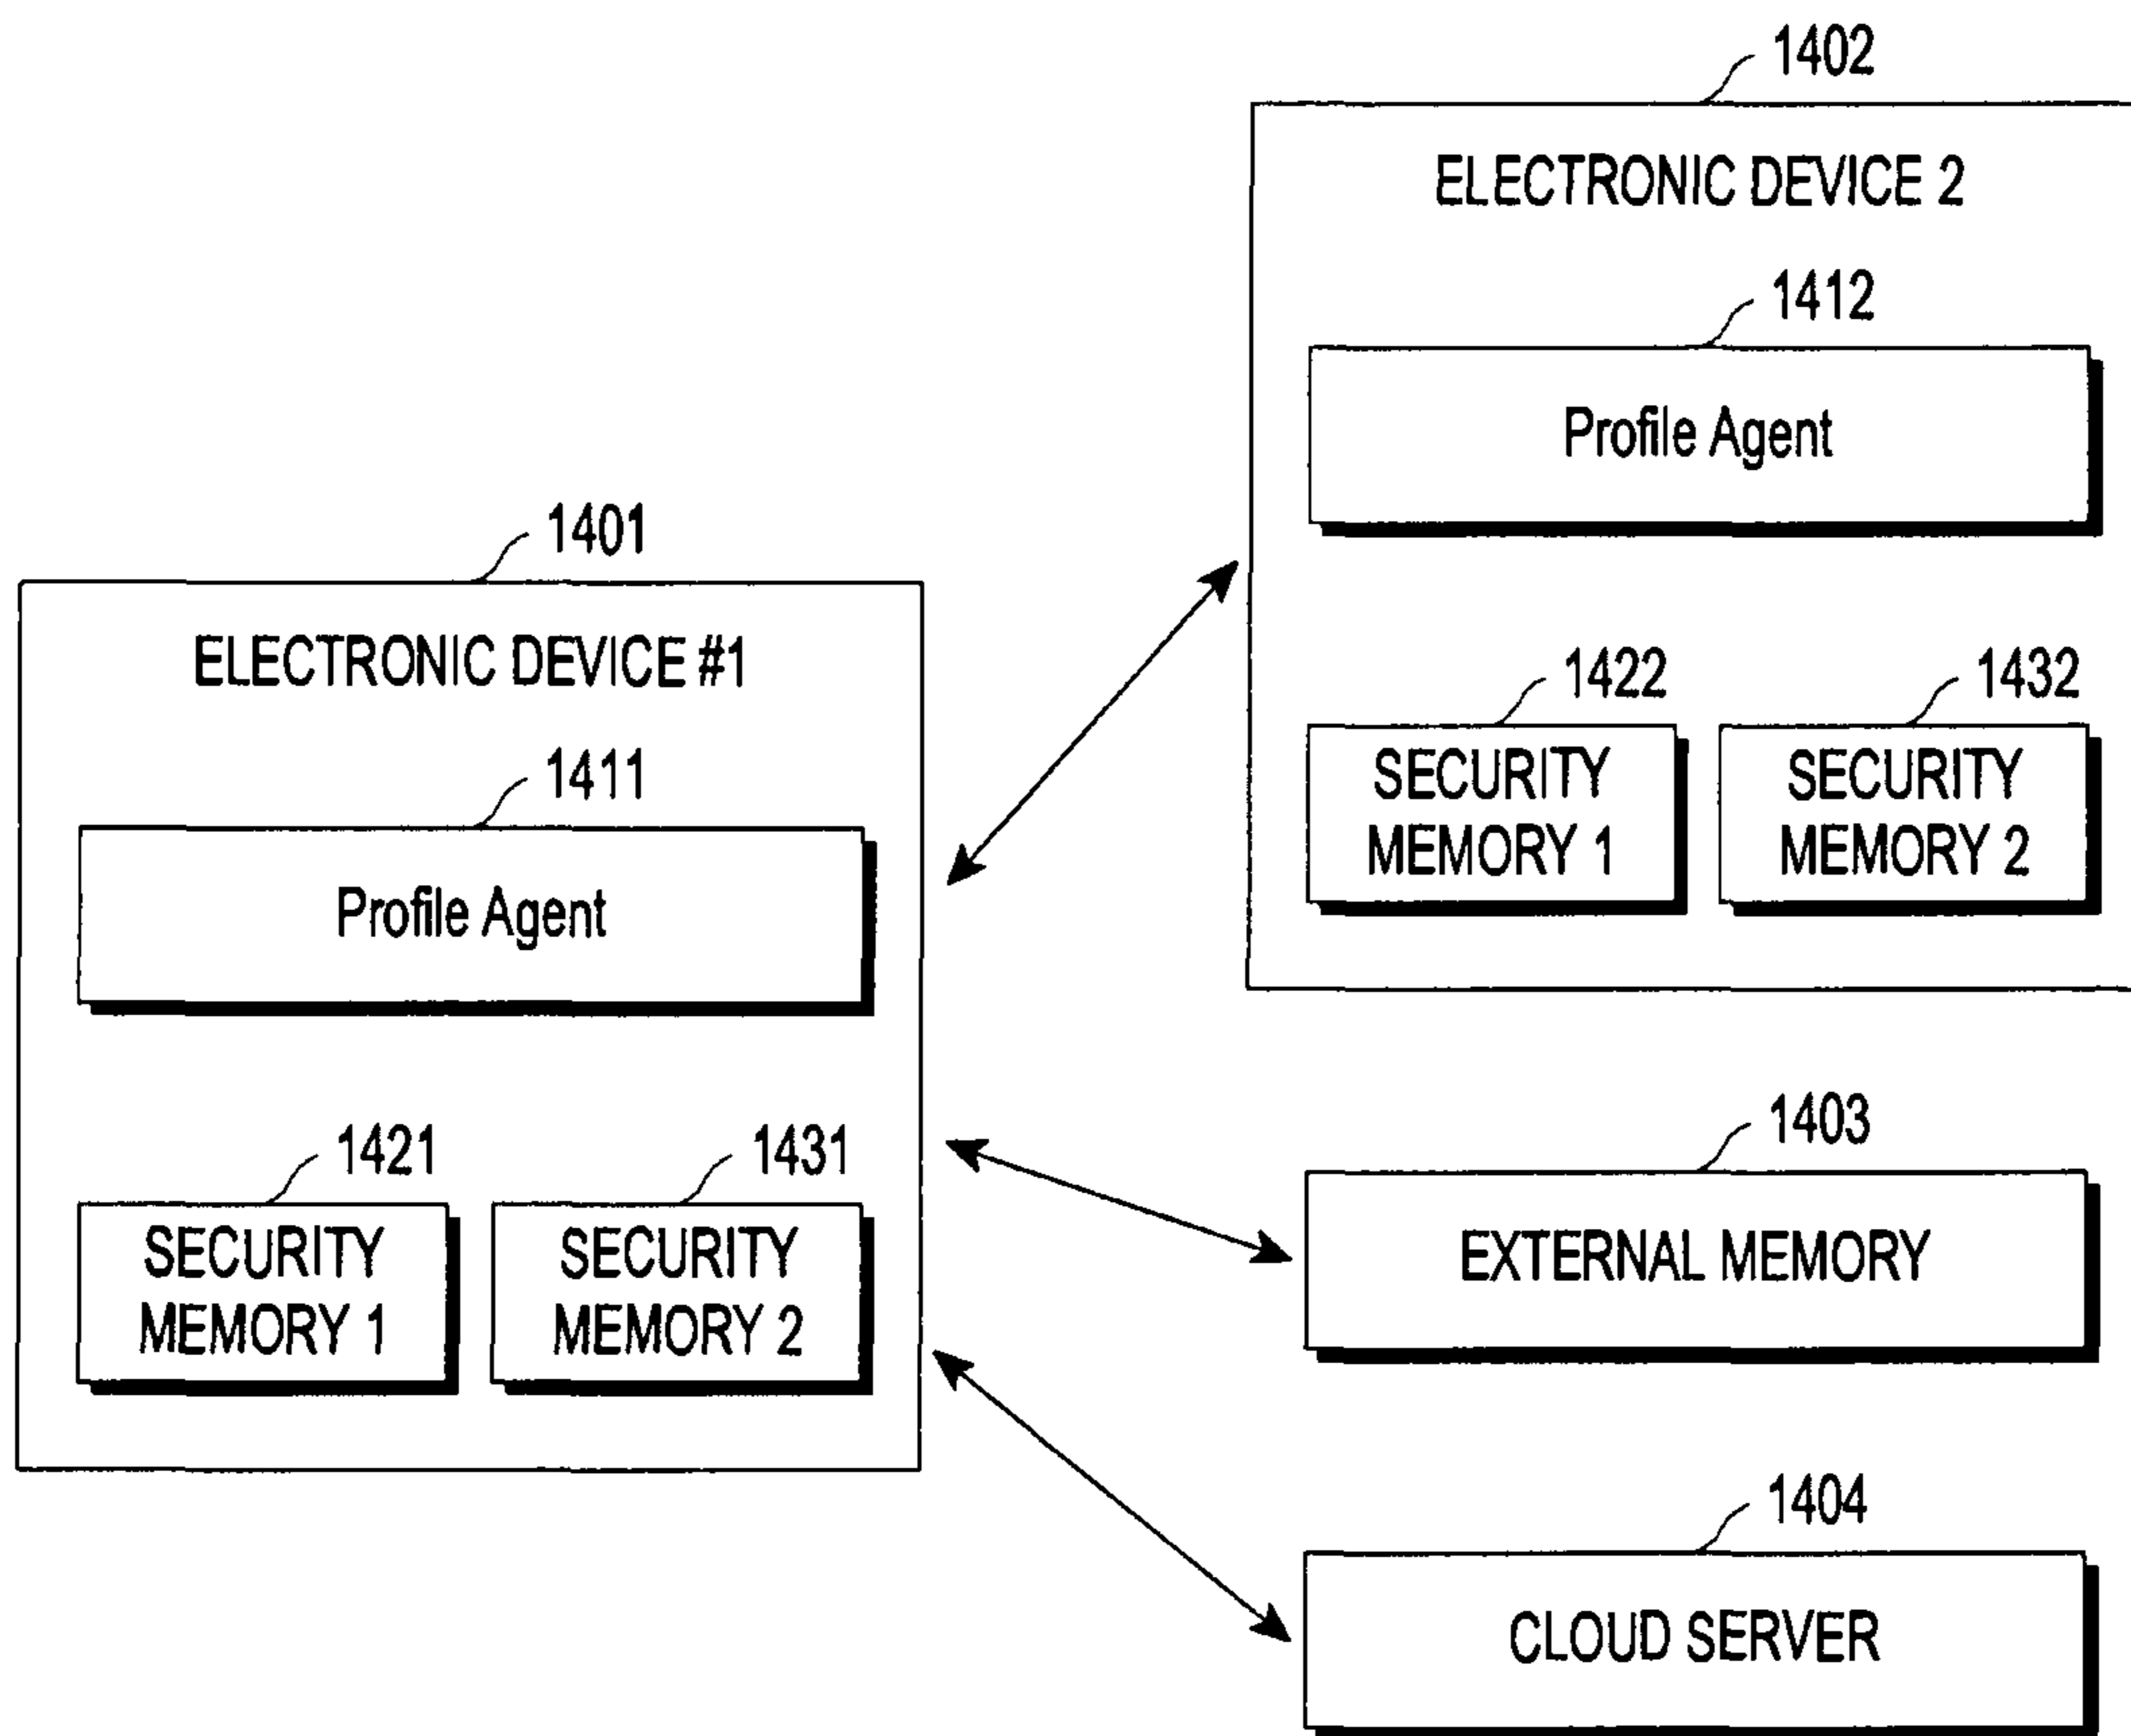 1402
ELECTRONIC DEVICE 2
1412
Profile Agent
1422
1432
SECURITY
MEMORY 1
SECURITY
MEMORY 2
1401
ELECTRONIC DEVICE #1
1411
Profile Agent
1421
1431
SECURITY
MEMORY 1
SECURITY
MEMORY 2
1403
EXTERNAL MEMORY
1404
CLOUD SERVER